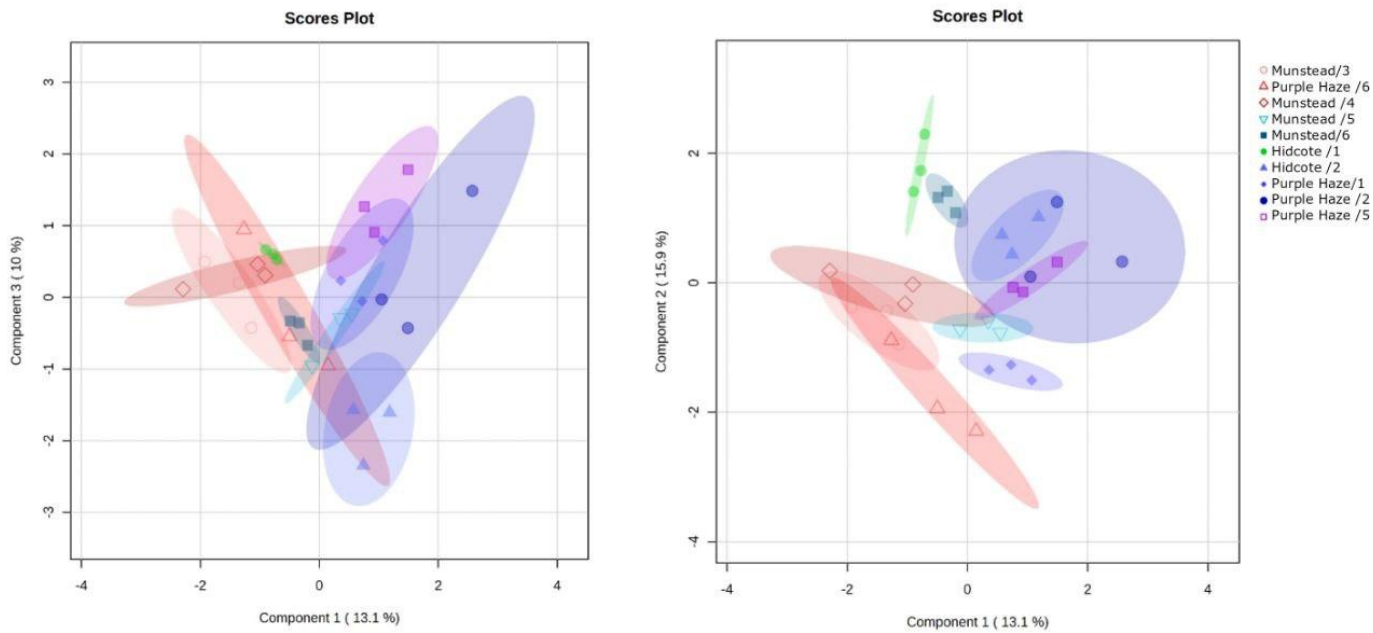 Scores Plot
3
2
1
0
-1
-2
-3
Component 3 ( 10 %)
-4
-2
0
2
4
Component 1 ( 13.1 %)
Scores Plot
2
0
-2
-4
Component 2 ( 15.9 %)
-4
-2
0
2
4
Component 1 ( 13.1 %)
Munstead/3
Purple Haze /6
Munstead /4
Munstead /5
Munstead/6
Hidcote /1
Hidcote /2
Purple Haze/1
Purple Haze /2
Purple Haze /5